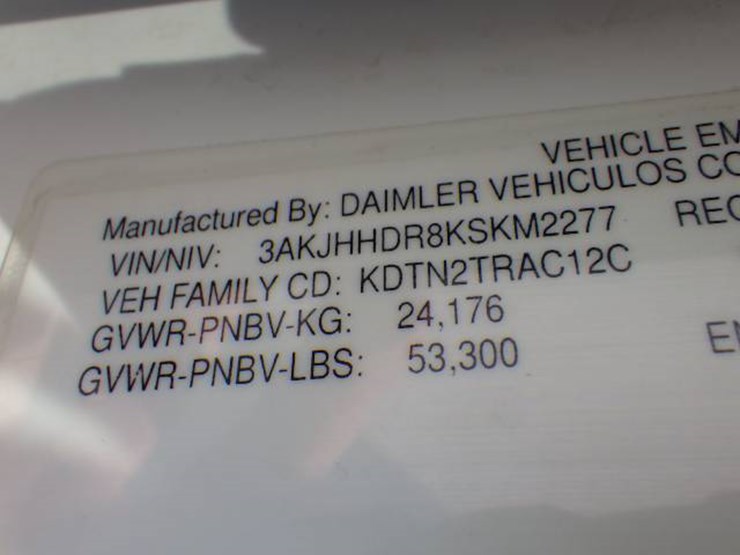 VEHICLE EM
Manufactured By: DAIMLER VEHICULOS CO
VIN/NIV: 3AKJHHDR8KSKM2277 REC
VEH FAMILY CD: KDTN2TRAC12C
GVWR-PNBV-KG: 24,176
GVWR-PNBV-LBS: 53,300